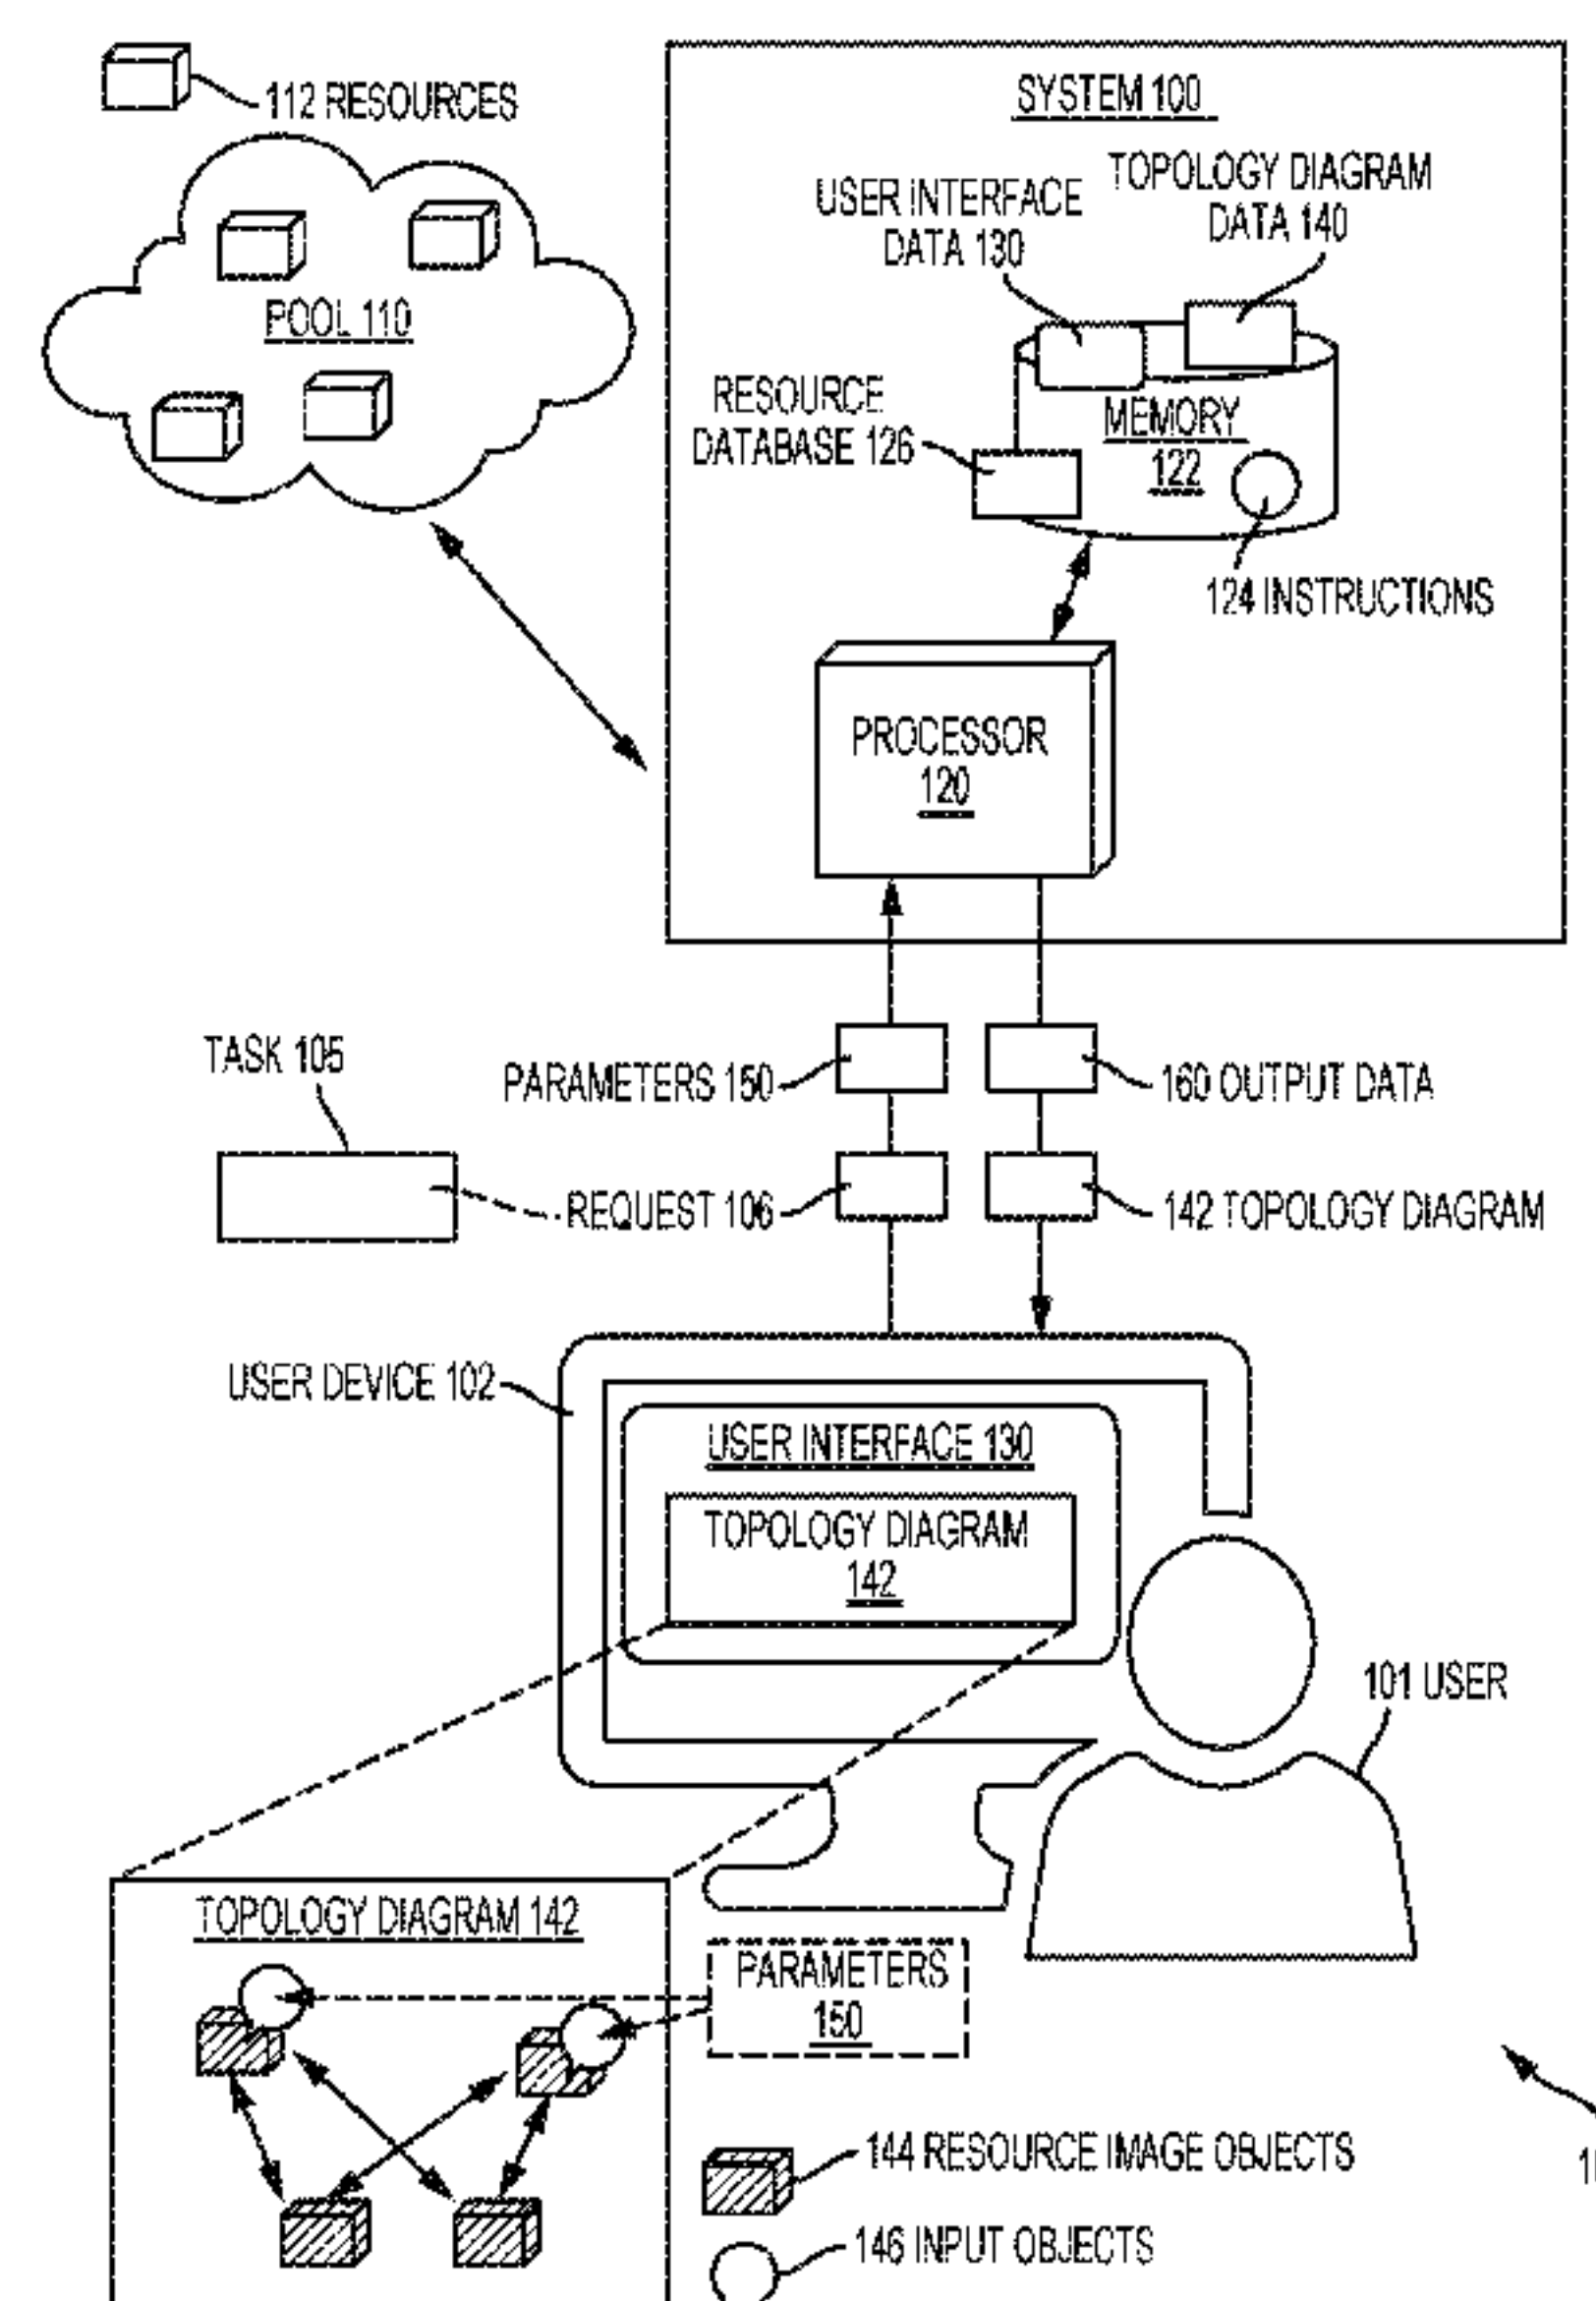 112 RESOURCES
SYSTEM 100
TOPOLOGY DIAGRAM
DATA 140
USER INTERFACE
DATA 130
POOL 110
RESOURCE
DATABASE 126
MEMORY
122
124 INSTRUCTIONS
PROCESSOR
120
TASK 105
PARAMETERS 150
160 OUTPUT DATA
REQUEST 106
142 TOPOLOGY DIAGRAM
USER DEVICE 102
USER INTERFACE 130
TOPOLOGY DIAGRAM
142
101 USER
TOPOLOGY DIAGRAM 142
PARAMETERS
150
144 RESOURCE IMAGE OBJECTS
146 INPUT OBJECTS